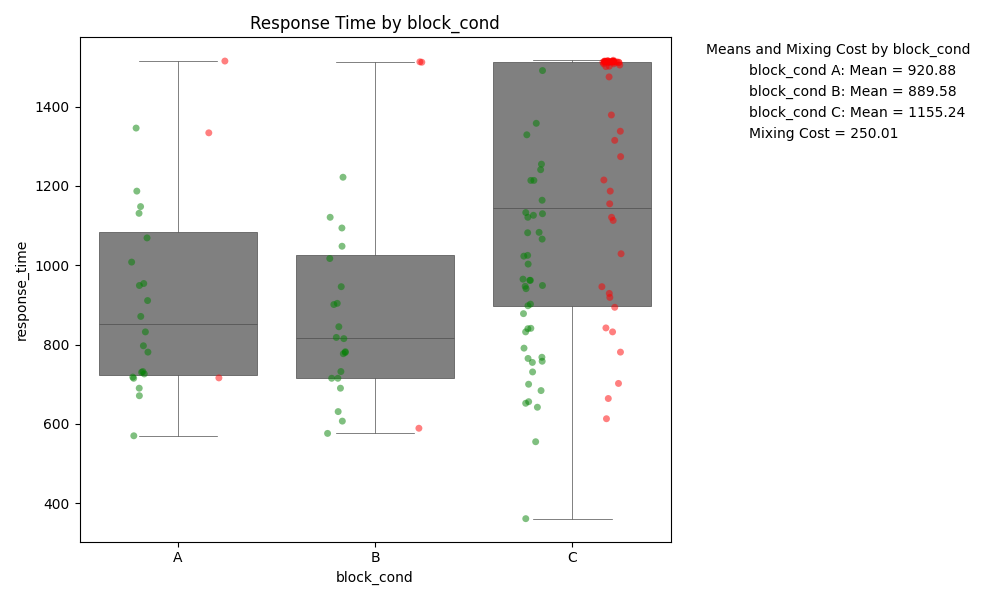 Response Time by block_cond
Means and Mixing Cost by block_cond
block_cond A: Mean = 920.88
block_cond B: Mean = 889.58
block_cond C: Mean = 1155.24
Mixing Cost = 250.01
response_time
1400
1200
1000
800
600
400
A
B
C
block_cond